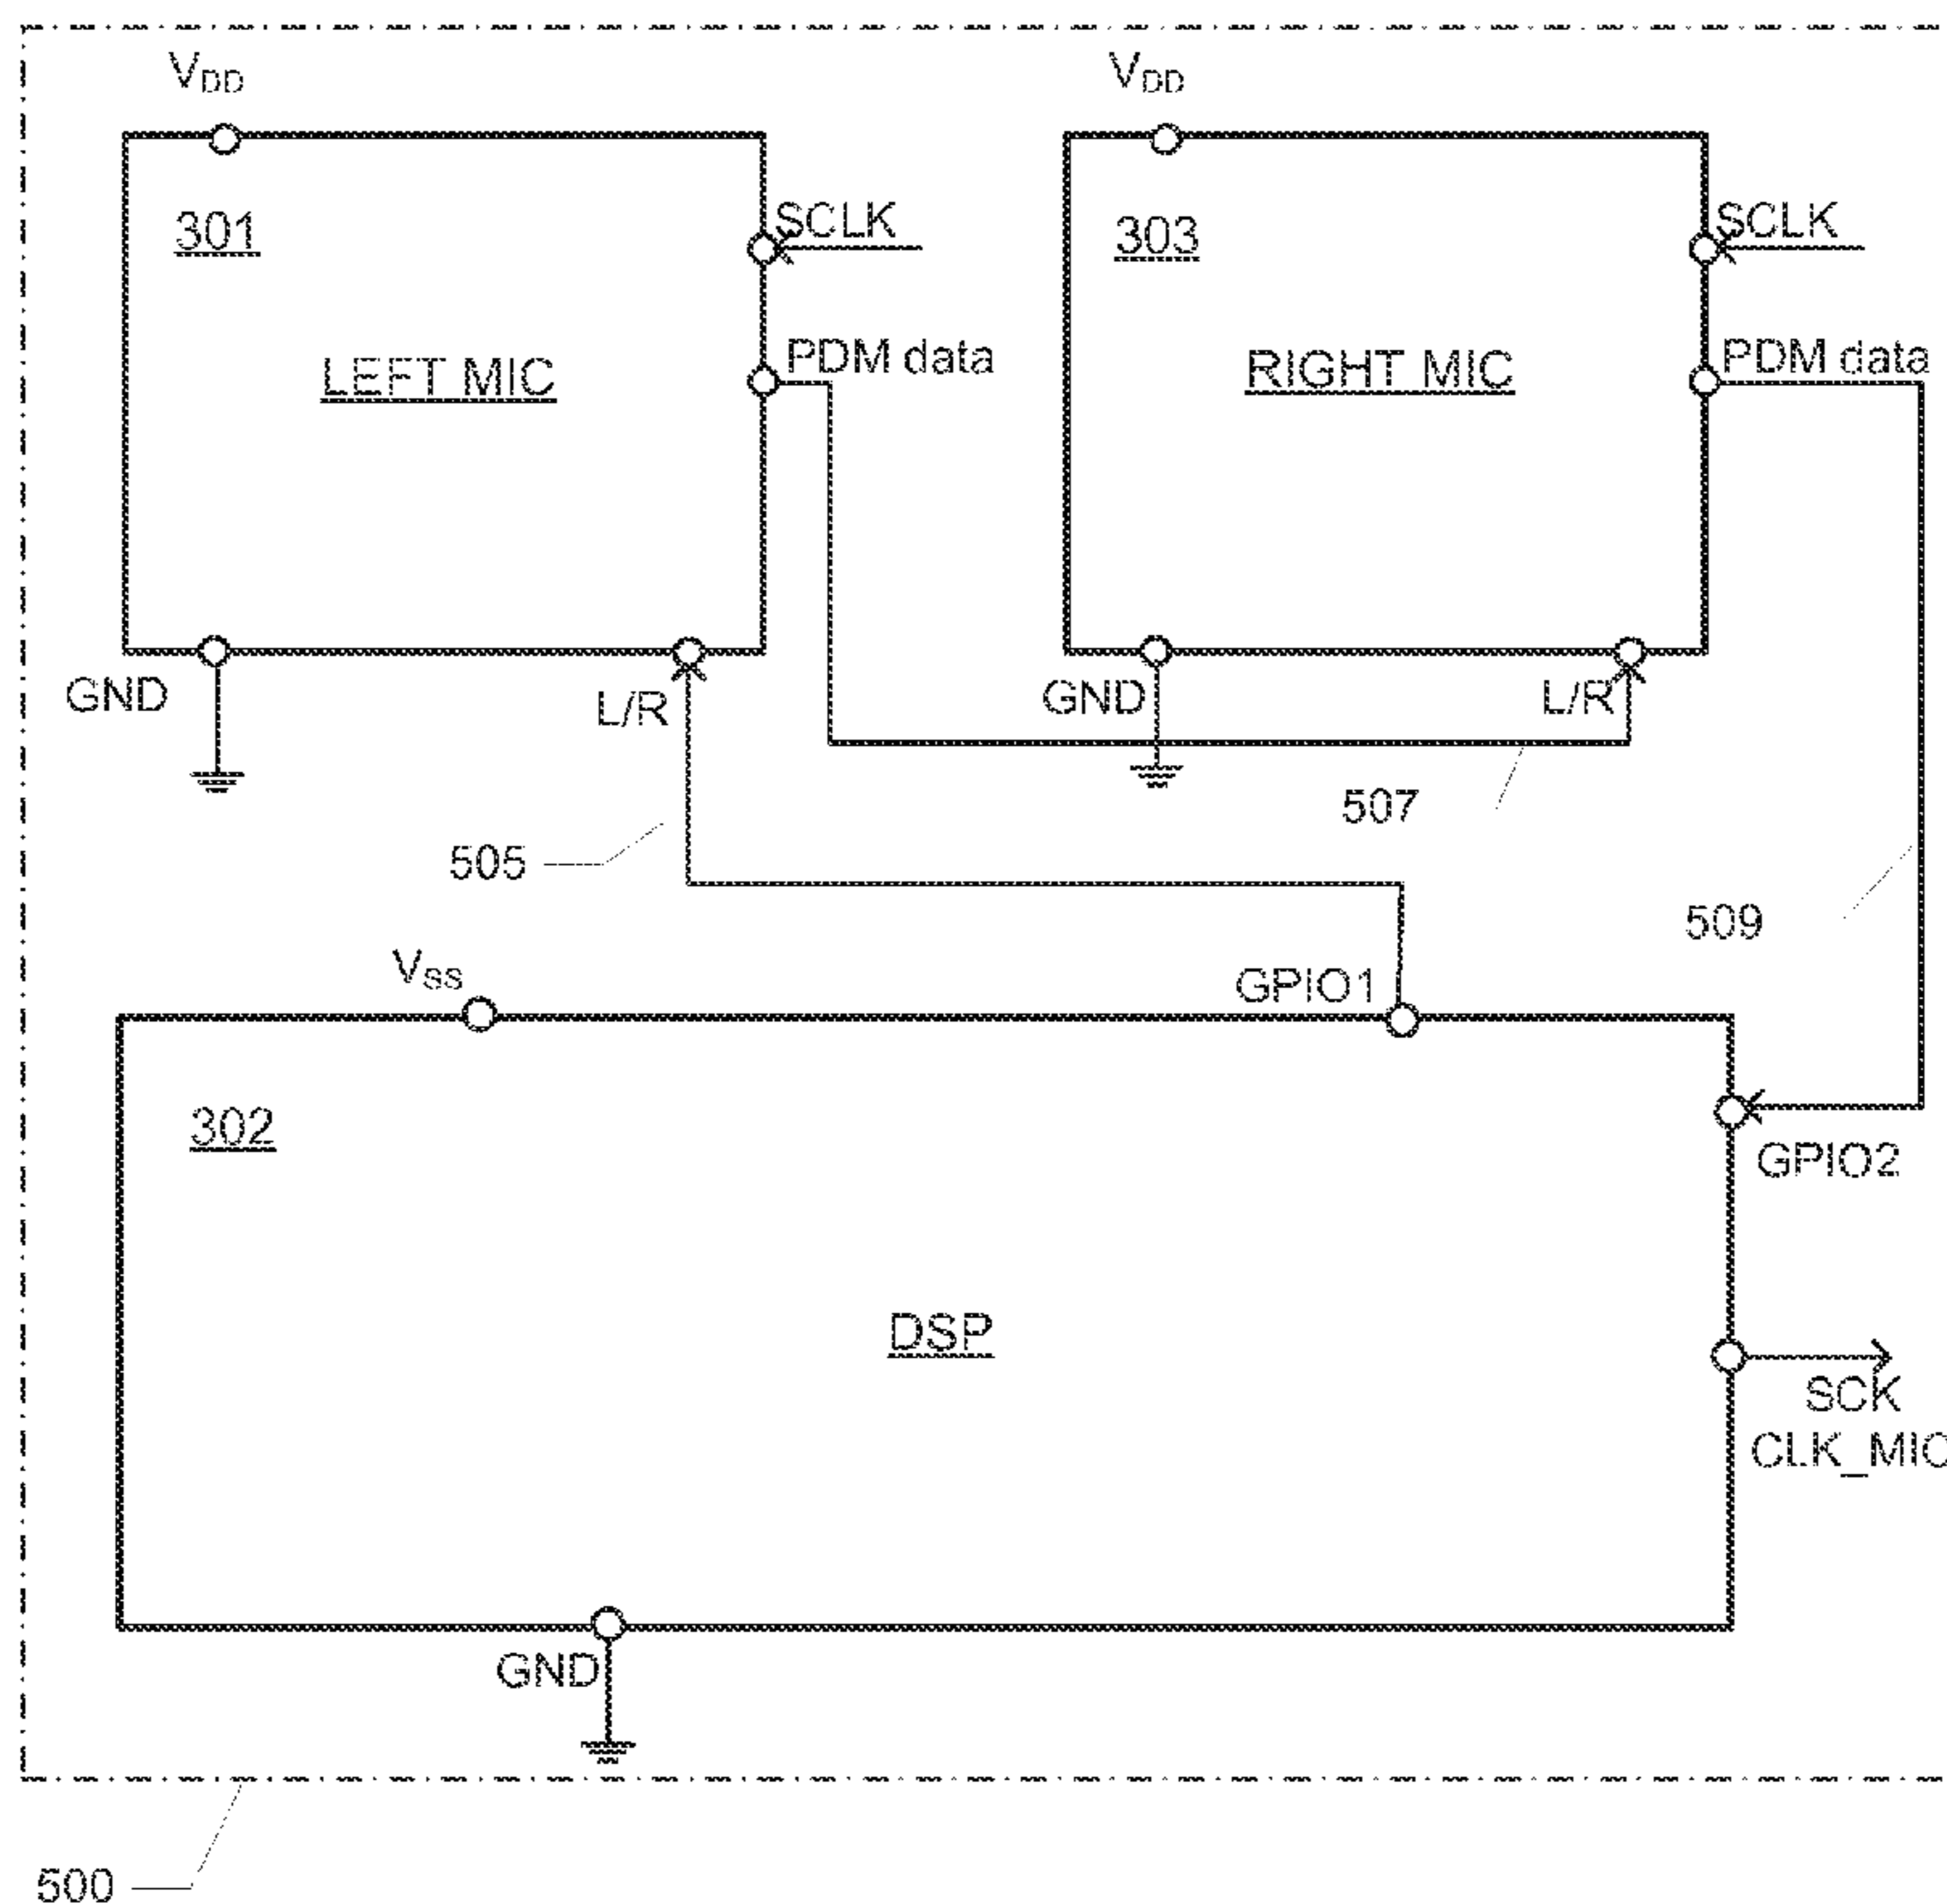 VDD
VDD
301
SCLK
303
SCLK
LEFT MIC
PDM data
RIGHT MIC
PDM data
GND
L/R
GND
L/R
507
505
509
VSS
GPIO1
302
GPIO2
DSP
SCK
CLK_MIC
GND
500